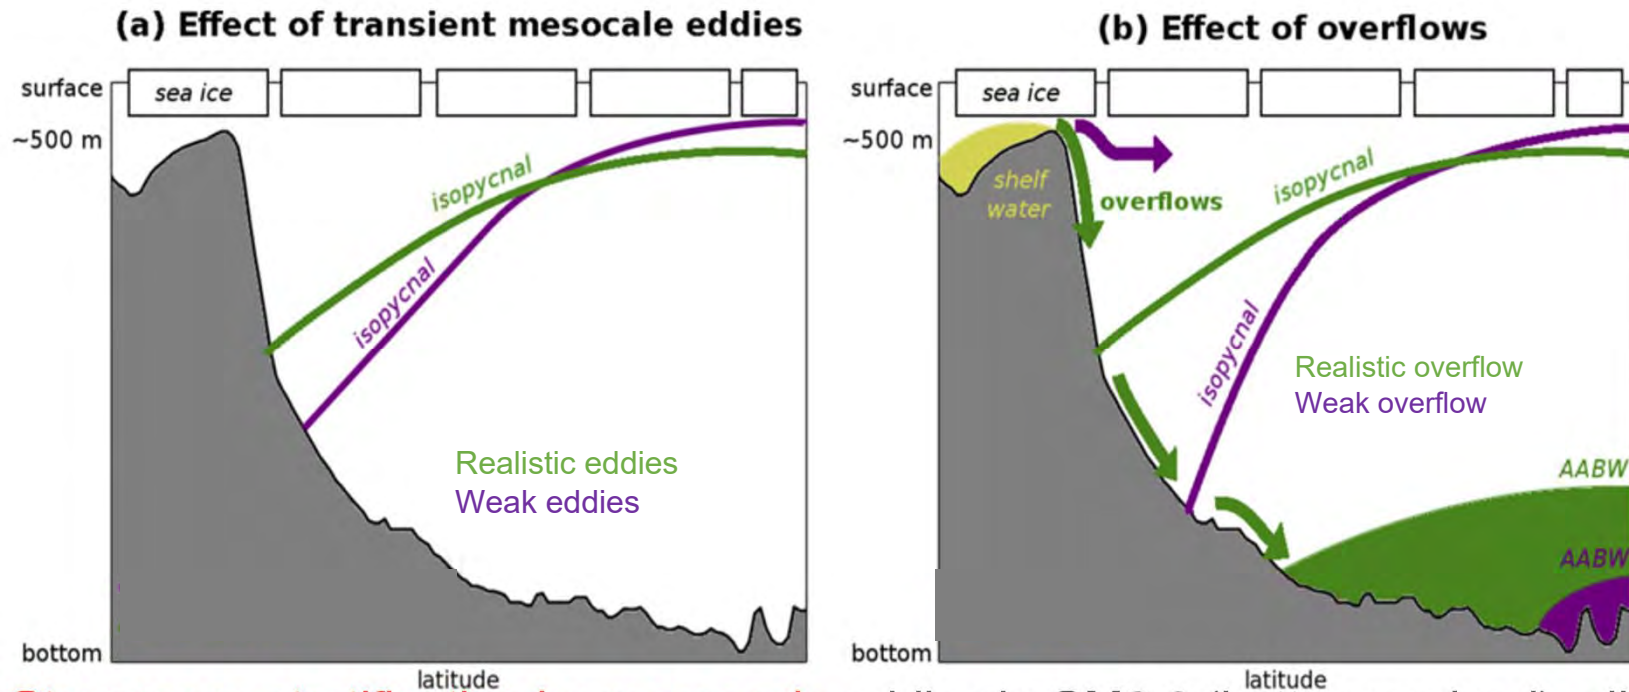 (a) Effect of transient mesocale eddies
surface
sea ice
~500 m
isopycnal
isopycnal
Realistic eddies
Weak eddies
bottom
latitude
(b) Effect of overflows
surface
sea ice
~500 m
shelf
water
overflows
isopycnal
isopycnal
Realistic overflow
Weak overflow
AABW
AABW
bottom
latitude